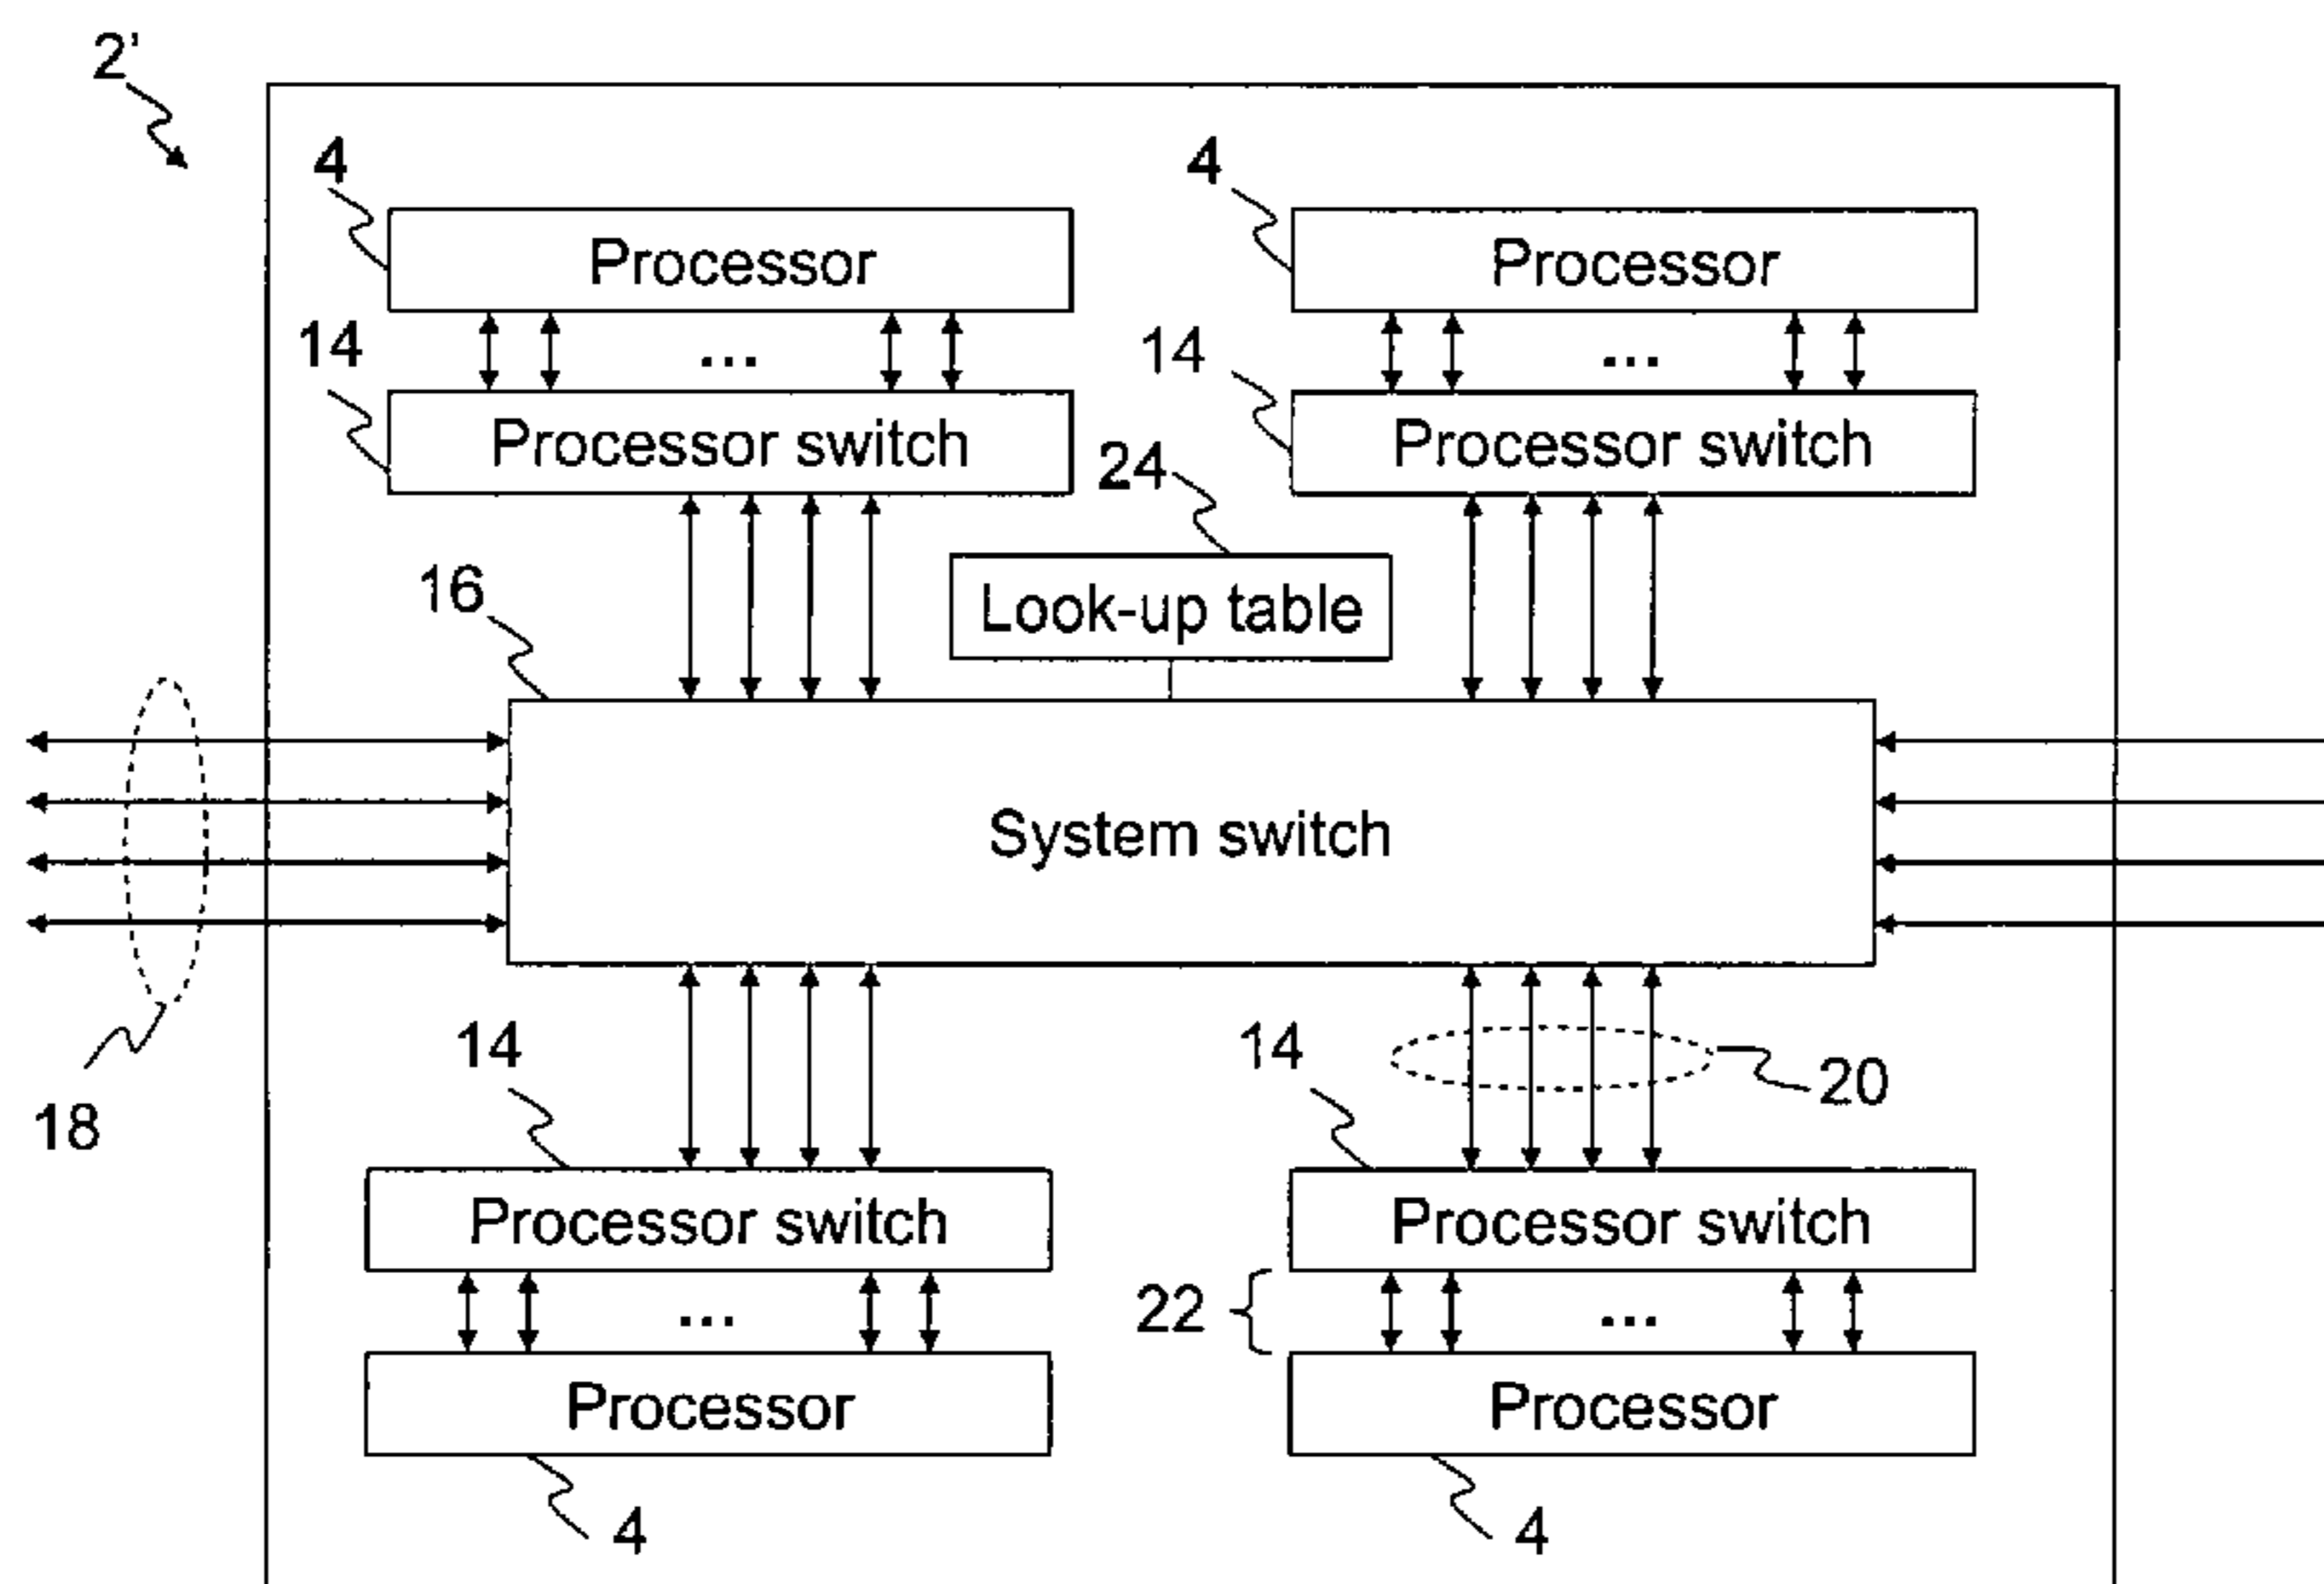 2'
4
4
Processor
Processor
14
...
14
...
Processor switch
Processor switch
24
16
Look-up table
System switch
14
14
20
18
Processor switch
Processor switch
...
22
...
Processor
Processor
4
4